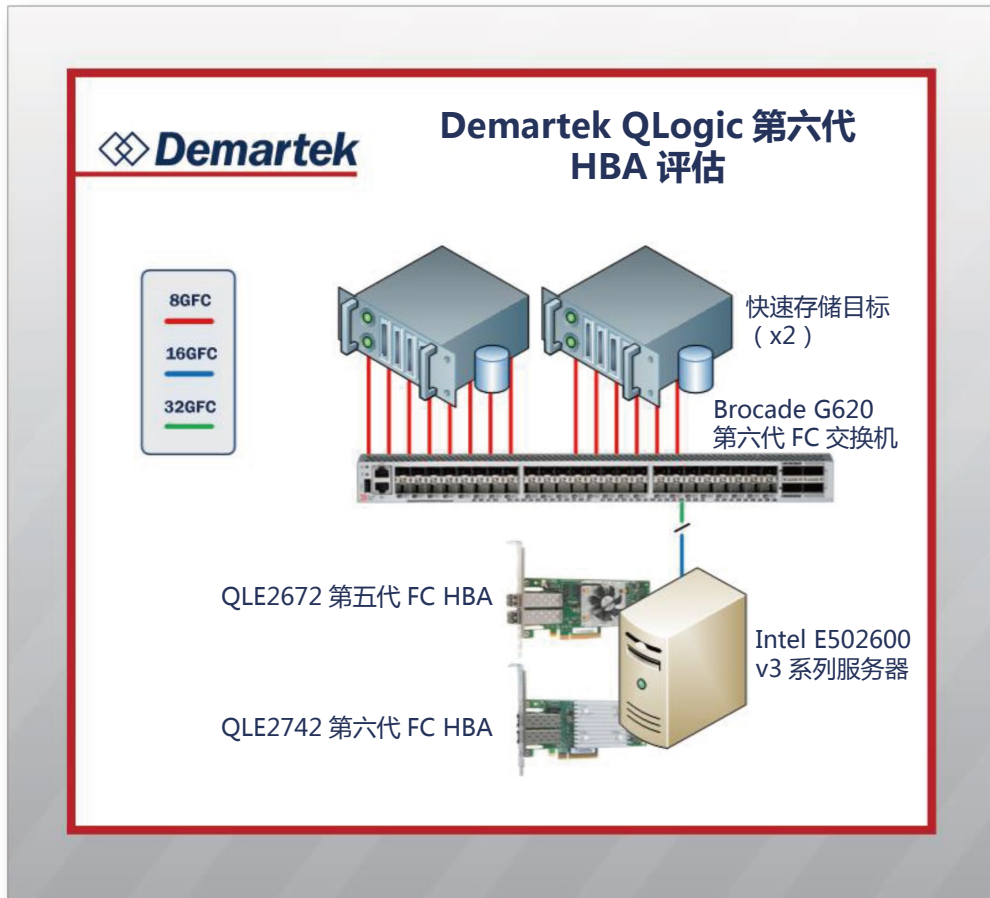 Demartek
Demartek QLogic 第六代
HBA 评估
8GFC
16GFC
32GFC
快速存储目标
（x2）
Brocade G620
第六代 FC 交换机
QLE2672 第五代 FC HBA
Intel E502600
v3 系列服务器
QLE2742 第六代 FC HBA